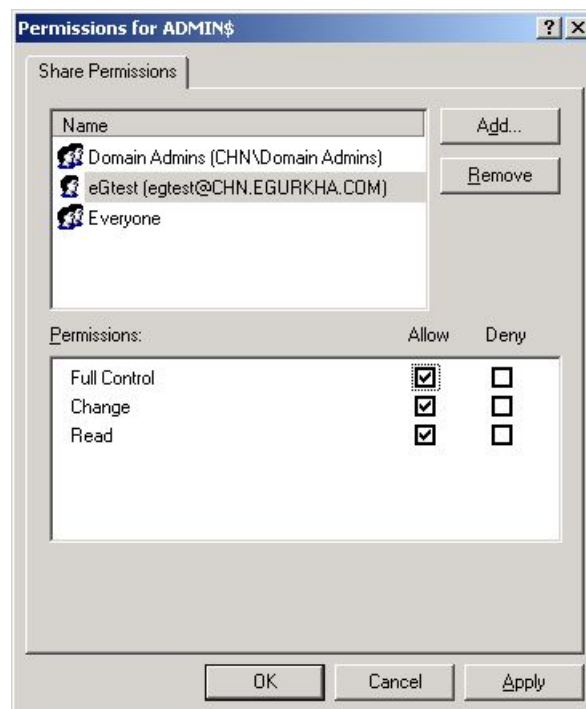 Permissions for ADMIN$
Share Permissions
Name
Domain Admins (CHN\Domain Admins)
eGtest (egtest@CHN.EGURKHA.COM)
Everyone
Add...
Remove
Permissions: Allow Deny
Full Control
Change
Read
OK Cancel Apply